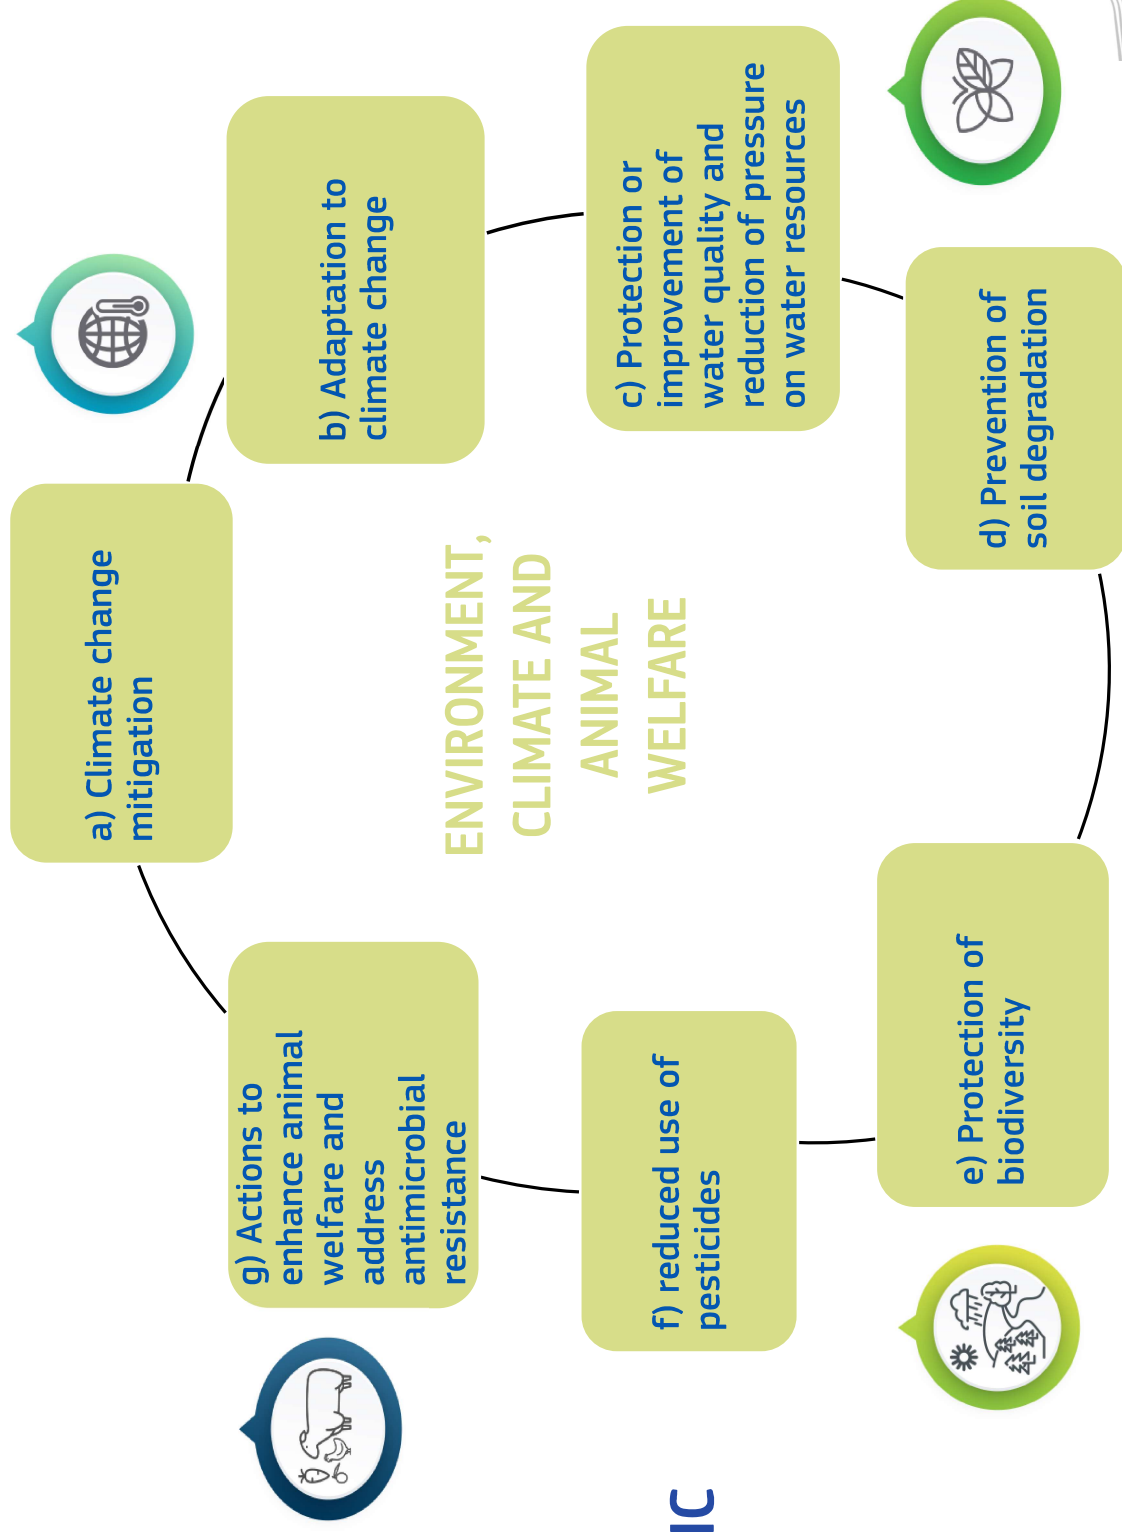 a) Climate change
mitigation
b) Adaptation to
climate change
c) Protection or
improvement of
water quality and
reduction of pressure
on water resources
d) Prevention of
soil degradation
e) Protection of
biodiversity
f) reduced use of
pesticides
g) Actions to
enhance animal
welfare and
address
antimicrobial
resistance
ENVIRONMENT,
CLIMATE AND
ANIMAL
WELFARE
IC